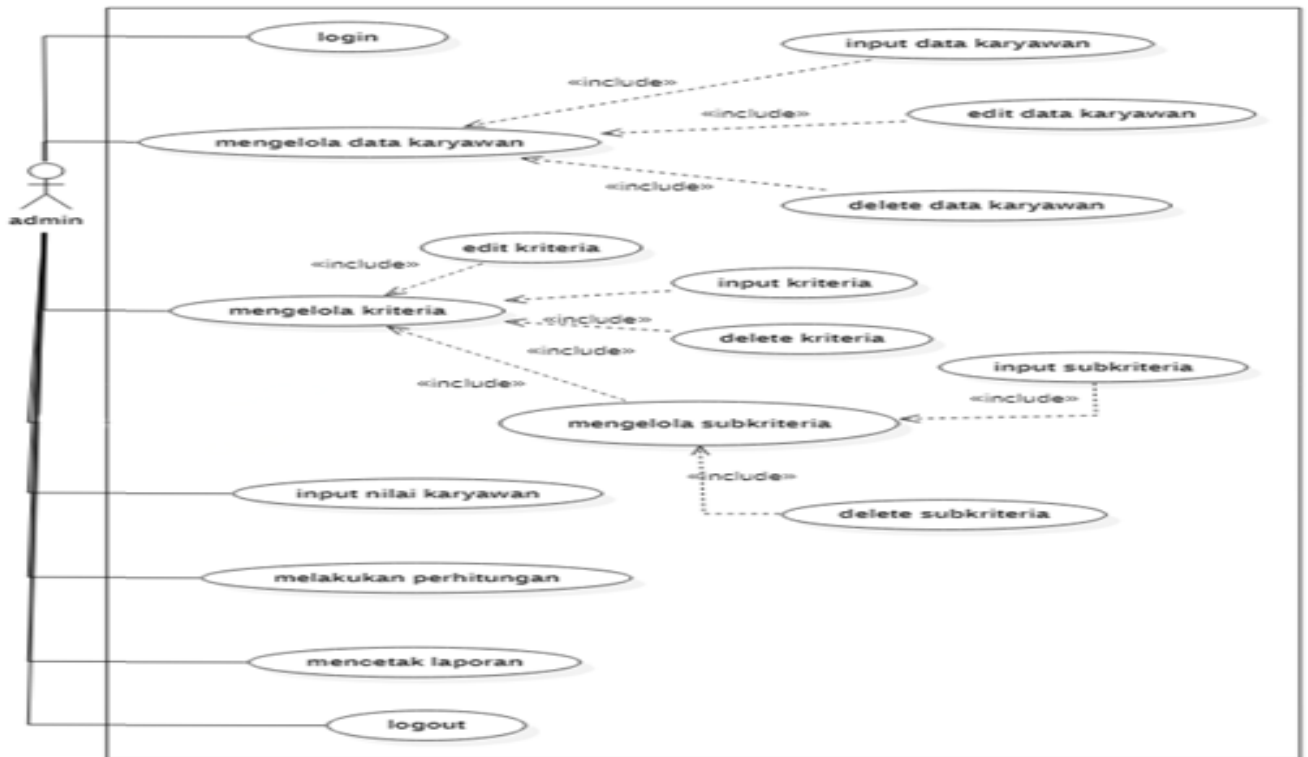 login
input data karyawan
«include»
«include»
edit data karyawan
mengelola data karyawan
«include»
delete data karyawan
admin
edit kriteria
«include»
input kriteria
mengelola kriteria
«include»
delete kriteria
«include»
input subkriteria
«include»
«include»
mengelola subkriteria
«include»
input nilai karyawan
delete subkriteria
melakukan perhitungan
mencetak laporan
logout